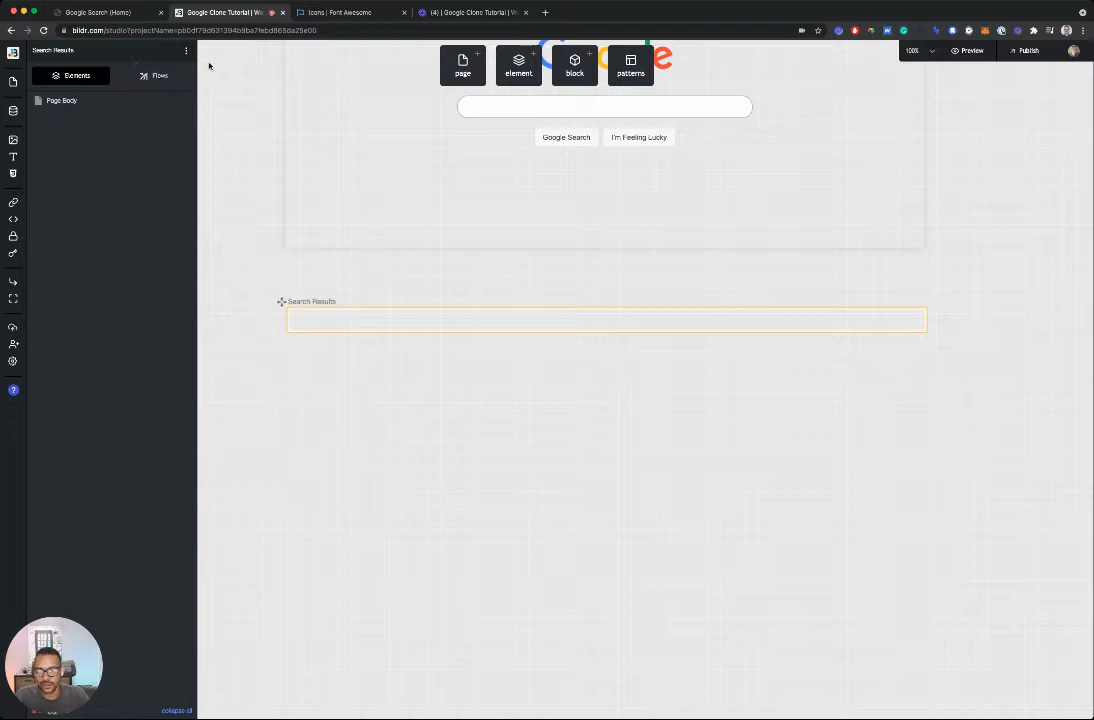 Google Search (Home)
Google Clone Tutorial | Wo
Icons | Font Awesome
(4) | Google Clone Tutorial | W
bildr.com/studio?projectName=pb0df79d631394b9ba7febd865da25e00
Search Results
100%
Preview
Publish
page
element
block
patterns
Elements
Flows
Page Body
Google Search
I'm Feeling Lucky
Search Results
collapse all